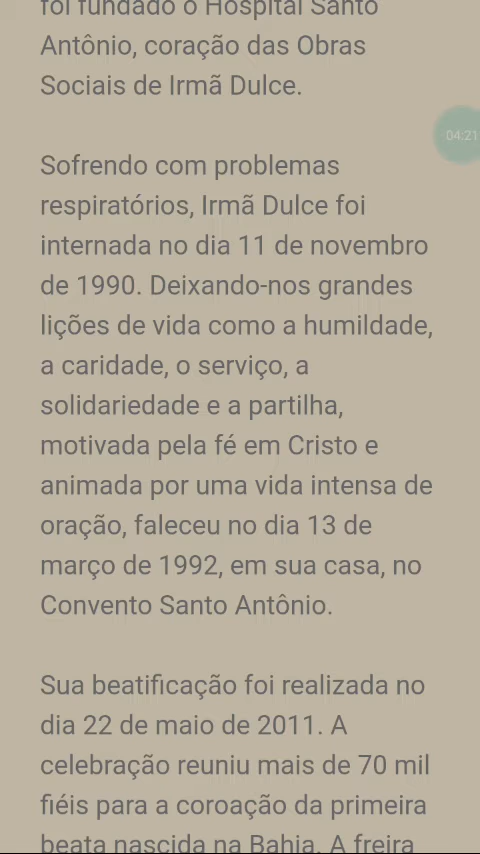 foi fundado o Hospital Santo
Antônio, coração das Obras
Sociais de Irmã Dulce.
04:21
Sofrendo com problemas
respiratórios, Irmã Dulce foi
internada no dia 11 de novembro
de 1990. Deixando-nos grandes
lições de vida como a humildade,
a caridade, o serviço, a
solidariedade e a partilha,
motivada pela fé em Cristo e
animada por uma vida intensa de
oração, faleceu no dia 13 de
março de 1992, em sua casa, no
Convento Santo Antônio.
Sua beatificação foi realizada no
dia 22 de maio de 2011. A
celebração reuniu mais de 70 mil
fiéis para a coroação da primeira
beata nascida na Bahia. A freira